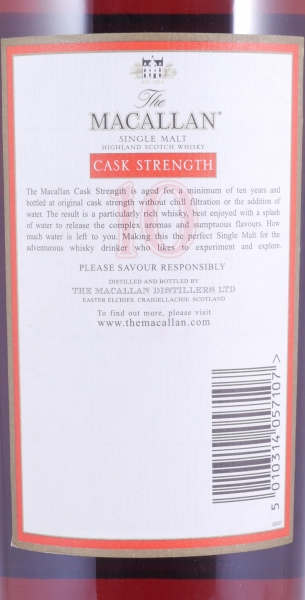 The
MACALLAN
SINGLE MALT
HIGHLAND SCOTCH WHISKY
CASK STRENGTH
10
The Macallan Cask Strength is aged for a minimum of ten years and
bottled at original cask strength without chill filtration or the addition of
water. The result is a particularly rich whisky, best enjoyed with a splash
of water to release the complex aromas and sumptuous flavours. How
much water is left to you. Making this the perfect Single Malt for the
adventurous whisky drinker who likes to experiment and explore.
PLEASE SAVOUR RESPONSIBLY
DISTILLED AND BOTTLED BY
THE MACALLAN DISTILLERS LTD
EASTER ELCHIES, CRAIGELLACHIE, SCOTLAND
To find out more, please visit
www.themacallan.com
5 010314 057107 >